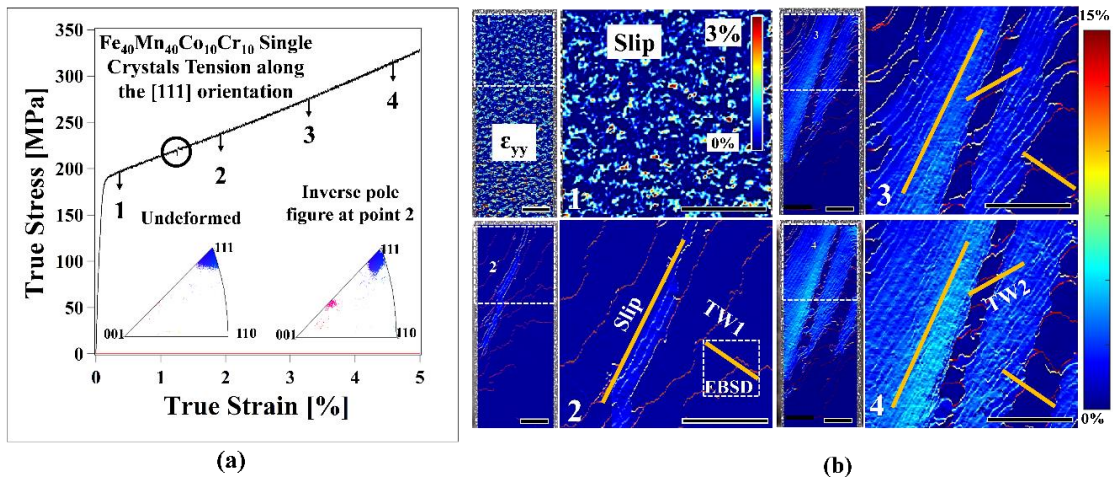 True Stress [MPa]
350
300
250
200
150
100
50
0
Fe40Mn40Co10Cr10 Single
Crystals Tension along
the [111] orientation
1
2
3
4
Undeformed
Inverse pole
figure at point 2
111
001
110
111
001
110
0 1 2 3 4 5
True Strain [%]
(a)
εyy
Slip
3%
0%
1
2
Slip
TW1
EBSD
2
3
3
4
TW2
4
15%
0%
(b)